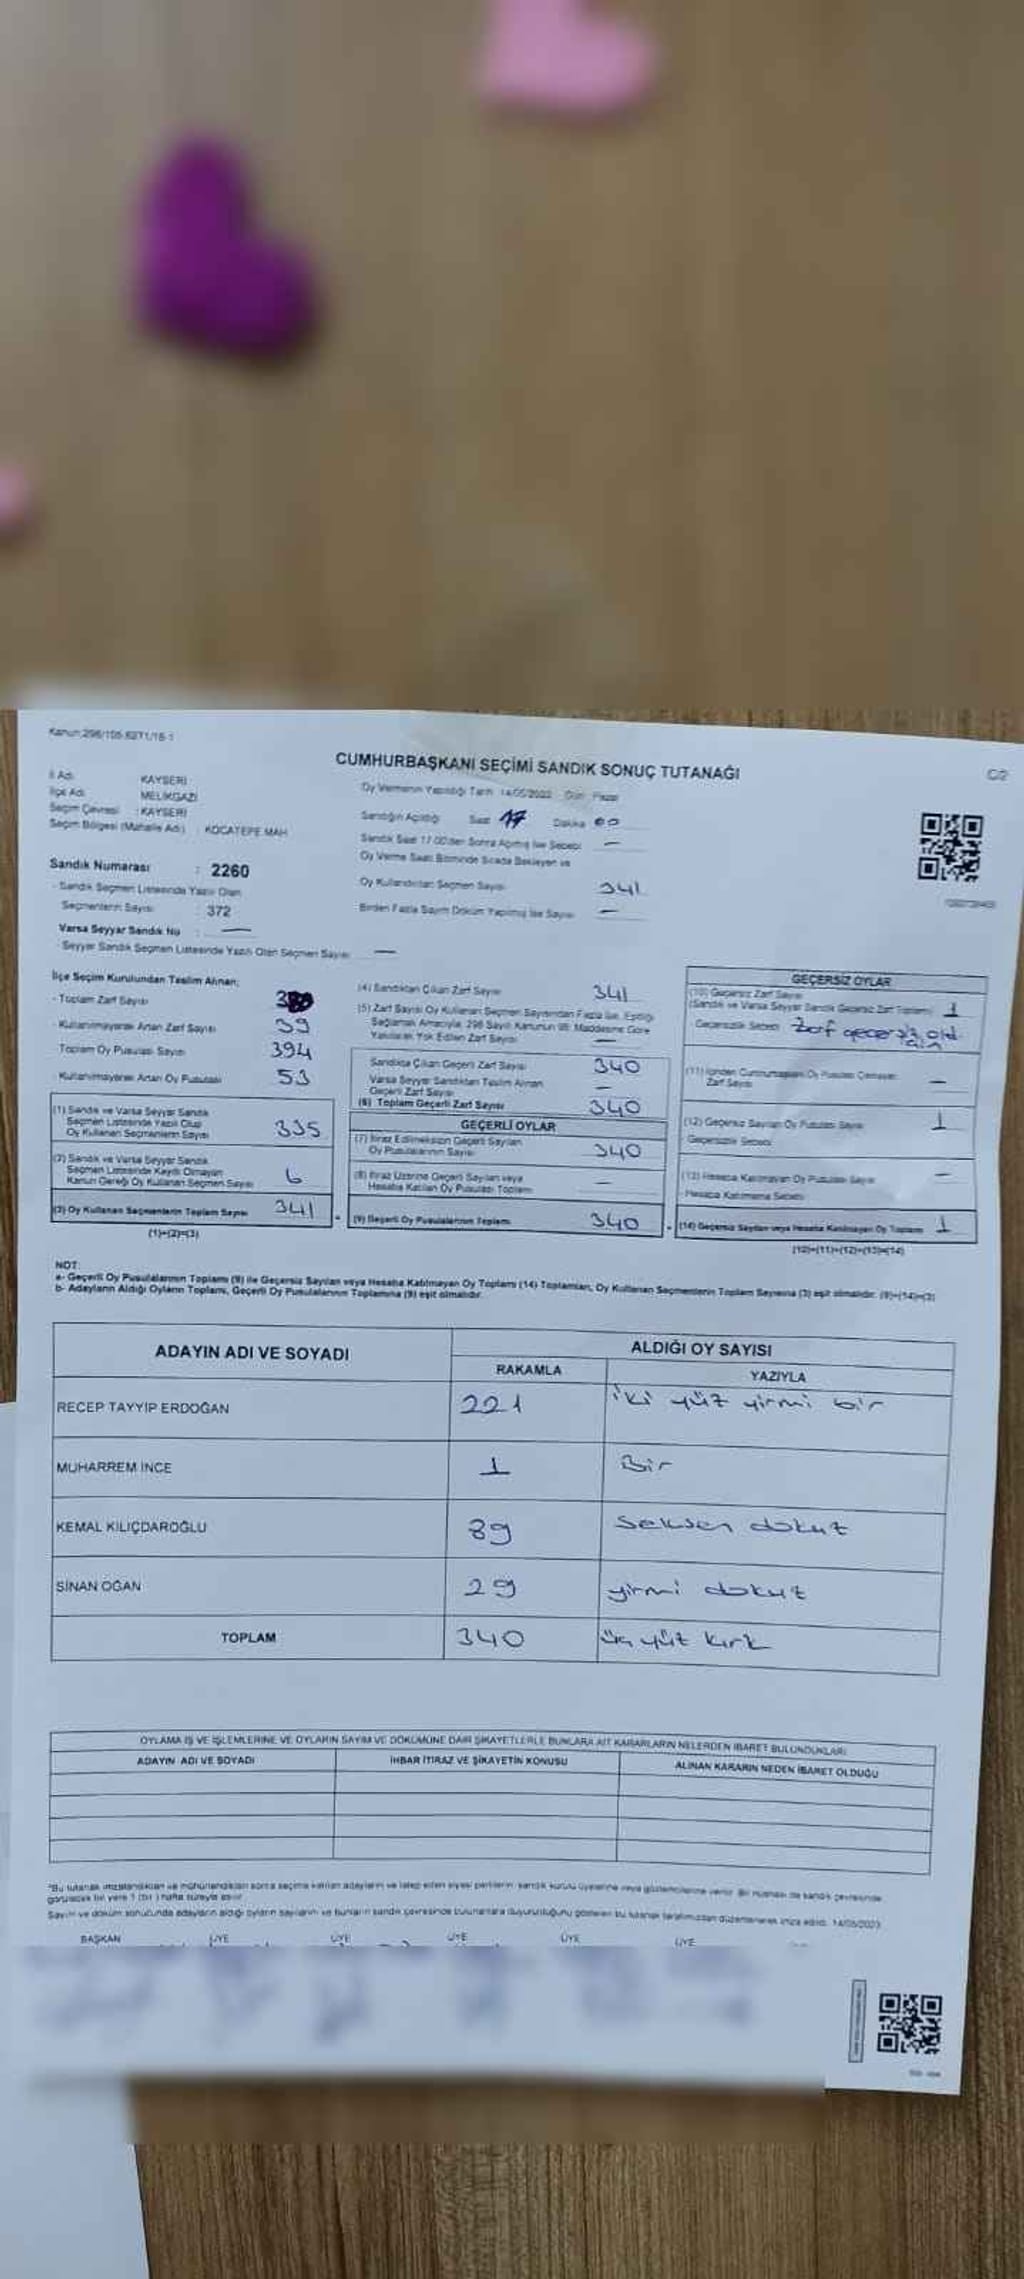 Kanun:298/105 6271/16-1
CUMHURBAŞKANI SEÇİMİ SANDIK SONUÇ TUTANAĞI
C/2
İl Adı KAYSERİ
İlçe Adı MELİKGAZİ
Seçim Çevresi : KAYSERİ
Seçim Bölgesi (Mahalle Adı) : KOCATEPE MAH
Oy Vermenin Yapıldığı Tarih 14/05/2023 Gün Pazar
Sandığın Açıldığı Saat 17 Dakika 00
Sandık Saat 17.00'den Sonra Açılmış İse Sebebi —
Oy Verme Saati Bitiminde Sırada Bekleyen ve
Oy Kullandırılan Seçmen Sayısı 341
Birden Fazla Sayım Döküm Yapılmış İse Sayısı —
Sandık Numarası : 2260
- Sandık Seçmen Listesinde Yazılı Olan
Seçmenlerin Sayısı : 372
Varsa Seyyar Sandık No : —
- Seyyar Sandık Seçmen Listesinde Yazılı Olan Seçmen Sayısı —
İlçe Seçim Kurulundan Teslim Alınan;
- Toplam Zarf Sayısı
- Kullanılmayarak Artan Zarf Sayısı 39
Toplam Oy Pusulası Sayısı 394
- Kullanılmayarak Artan Oy Pusulası 53
(1) Sandık ve Varsa Seyyar Sandık
Seçmen Listesinde Yazılı Olup
Oy Kullanan Seçmenlerin Sayısı 335
(2) Sandık ve Varsa Seyyar Sandık
Seçmen Listesinde Kayıtlı Olmayan
Kanun Gereği Oy Kullanan Seçmen Sayısı 6
(3) Oy Kullanan Seçmenlerin Toplam Sayısı 341
(1)+(2)=(3)
(4) Sandıktan Çıkan Zarf Sayısı 341
(5) Zarf Sayısı Oy Kullanan Seçmen Sayısından Fazla İse, Eşitliği
Sağlamak Amacıyla, 298 Sayılı Kanunun 98. Maddesine Göre
Yakılarak Yok Edilen Zarf Sayısı —
Sandıkta Çıkan Geçerli Zarf Sayısı 340
Varsa Seyyar Sandıktan Teslim Alınan
Geçerli Zarf Sayısı —
(6) Toplam Geçerli Zarf Sayısı 340
GEÇERLİ OYLAR
(7) İtiraz Edilmeksizin Geçerli Sayılan
Oy Pusulalarının Sayısı 340
(8) İtiraz Üzerine Geçerli Sayılan veya
Hesaba Katılan Oy Pusulası Toplamı —
(9) Geçerli Oy Pusulalarının Toplamı 340
GEÇERSİZ OYLAR
(10) Geçersiz Zarf Sayısı
(Sandık ve Varsa Seyyar Sandık Geçersiz Zarf Toplamı) 1
Geçersizlik Sebebi Zarf geçersiz
(11) İçinden Cumhurbaşkanı Oy Pusulası Çıkmayan
Zarf Sayısı —
(12) Geçersiz Sayılan Oy Pusulası Sayısı 1
Geçersizlik Sebebi
(13) Hesaba Katılmayan Oy Pusulası Sayısı —
Hesaba Katılmama Sebebi
(14) Geçersiz Sayılan veya Hesaba Katılmayan Oy Toplamı 1
(10)+(11)+(12)+(13)=(14)
NOT:
a- Geçerli Oy Pusulalarının Toplamı (9) ile Geçersiz Sayılan veya Hesaba Katılmayan Oy Toplamı (14) Toplamları, Oy Kullanan Seçmenlerin Toplam Sayısına (3) eşit olmalıdır. (9)+(14)=(3)
b- Adayların Aldığı Oyların Toplamı, Geçerli Oy Pusulalarının Toplamına (9) eşit olmalıdır.
ADAYIN ADI VE SOYADI ALDIĞI OY SAYISI
RAKAMLA YAZIYLA
RECEP TAYYİP ERDOĞAN 221 iki yüz yirmi bir
MUHARREM İNCE 1 Bir
KEMAL KILIÇDAROĞLU 89 Seksen dokuz
SİNAN OĞAN 29 yirmi dokuz
TOPLAM 340 üç yüz kırk
OYLAMA İŞ VE İŞLEMLERİNE VE OYLARIN SAYIM VE DÖKÜMÜNE DAİR ŞİKAYETLERLE BUNLARA AİT KARARLARIN NELERDEN İBARET BULUNDUKLARI
ADAYIN ADI VE SOYADI İHBAR İTİRAZ VE ŞİKAYETİN KONUSU ALINAN KARARIN NEDEN İBARET OLDUĞU
*Bu tutanak imzalandıktan ve mühürlendikten sonra seçime katılan adayların ve talep eden siyasi partilerin sandık kurulu üyelerine veya gözlemcilerine verilir. Bir nüshası da sandık çevresinde
görülecek bir yere 1 (bir) hafta süreyle asılır.
Sayım ve döküm sonucunda adayların aldığı oyların sayılarını ve bunların sandık çevresinde bulunanlara duyurulduğunu gösteren bu tutanak tarafımızdan düzenlenerek imza edildi. 14/05/2023
BAŞKAN ÜYE ÜYE ÜYE ÜYE ÜYE